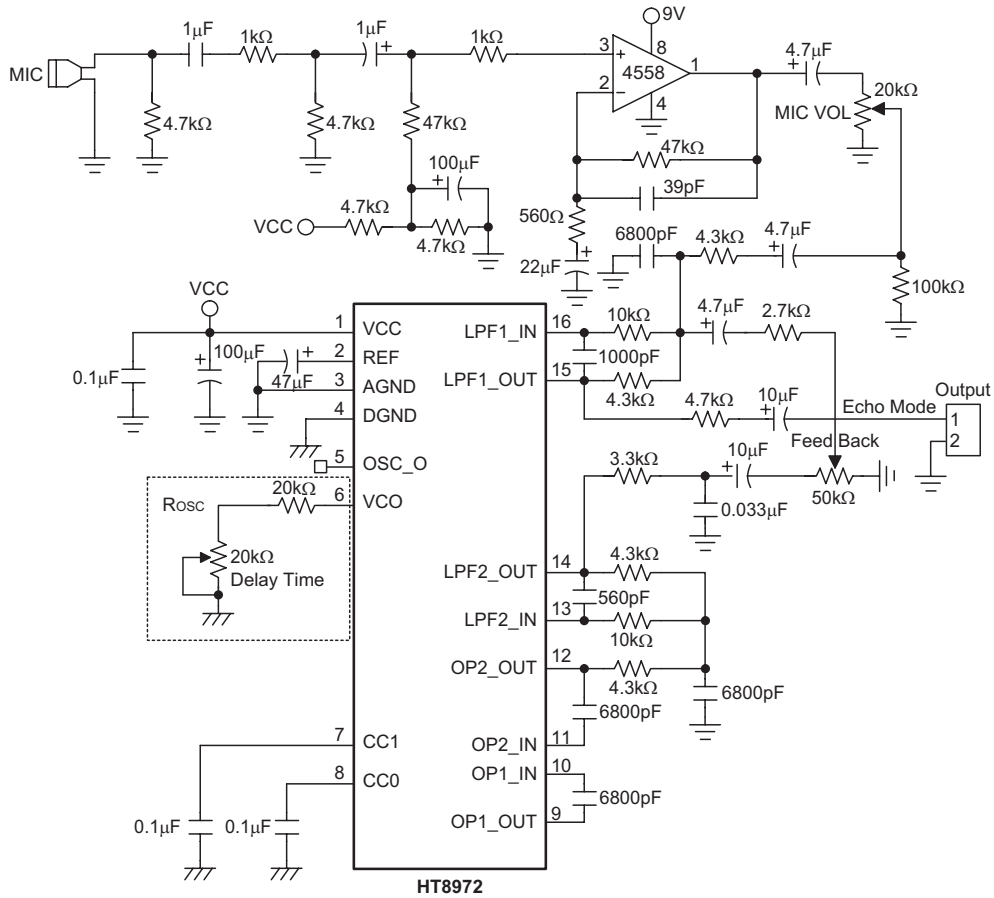 9V
1μF
1kΩ
1μF
+
1kΩ
3
+
8
4558
1
4.7μF
+
MIC
2
−
4
20kΩ
MIC VOL
4.7kΩ
4.7kΩ
47kΩ
47kΩ
100μF
+
39pF
4.7kΩ
VCC
4.7kΩ
560Ω
6800pF
4.3kΩ
4.7μF
+
22μF
+
100kΩ
VCC
1
VCC
LPF1_IN
16
10kΩ
4.7μF
+
2.7kΩ
0.1μF
+
100μF
+
47μF
2
REF
1000pF
3
AGND
LPF1_OUT
15
4.3kΩ
4
DGND
4.7kΩ
10μF
+
Echo Mode
Output
1
2
5
OSC_O
Feed Back
3.3kΩ
10μF
+
50kΩ
0.033μF
ROSC
20kΩ
6
VCO
20kΩ
Delay Time
LPF2_OUT
14
4.3kΩ
560pF
LPF2_IN
13
10kΩ
OP2_OUT
12
4.3kΩ
6800pF
6800pF
7
CC1
OP2_IN
11
8
CC0
OP1_IN
10
6800pF
0.1μF
0.1μF
OP1_OUT
9
HT8972